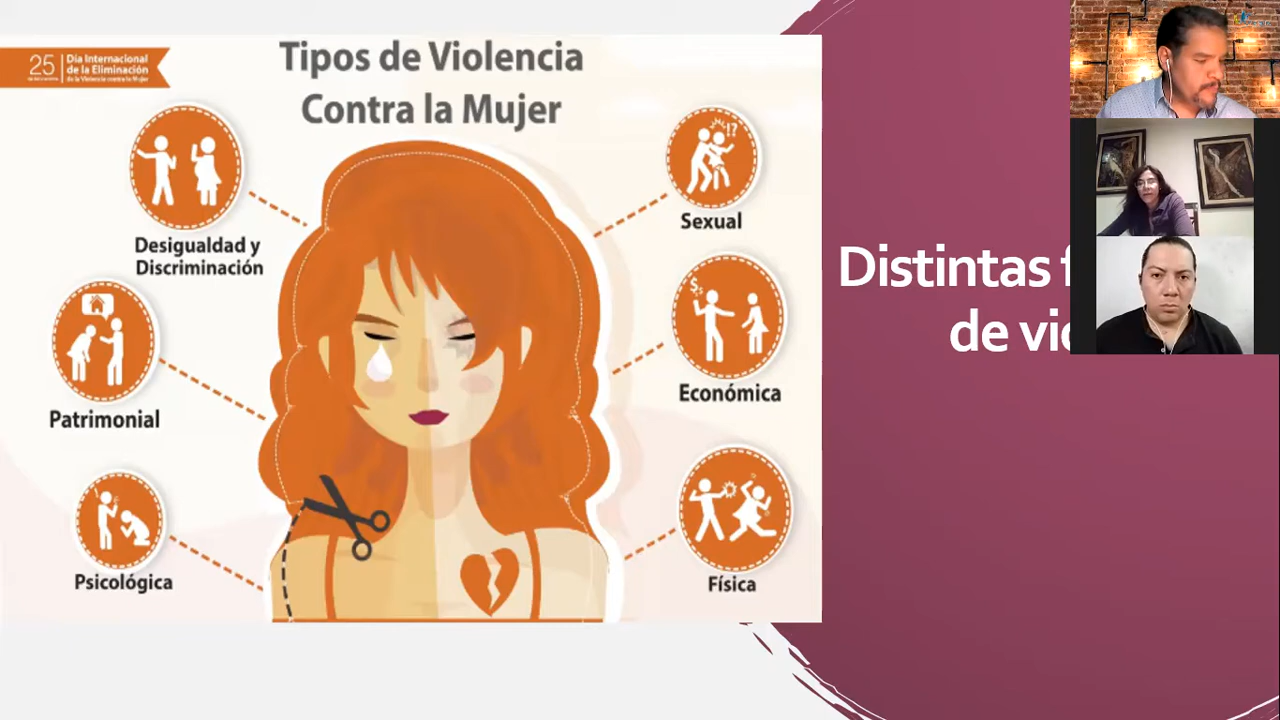 Tipos de Violencia
Contra la Mujer
25
Día Internacional
de la Eliminación
de la Violencia contra la Mujer
Desigualdad y
Discriminación
Patrimonial
Psicológica
Sexual
Económica
Física
!?
$
Distintas f
de vio